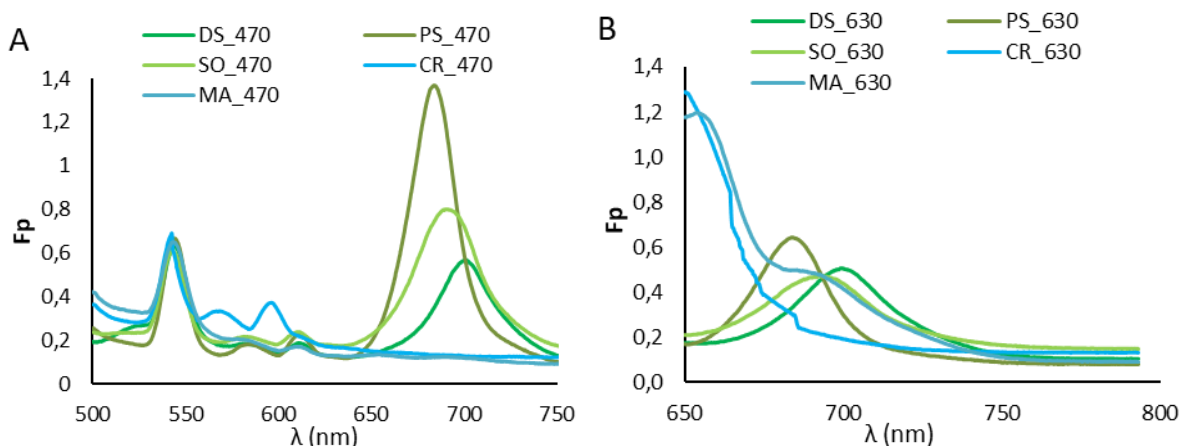 A
DS_470 PS_470
SO_470 CR_470
MA_470
1,4
1,2
1
0,8
0,6
0,4
0,2
0
Fp
500 550 600 650 700 750
λ (nm)
B
DS_630 PS_630
SO_630 CR_630
MA_630
1,4
1,2
1,0
0,8
0,6
0,4
0,2
0,0
Fp
650 700 750 800
λ (nm)